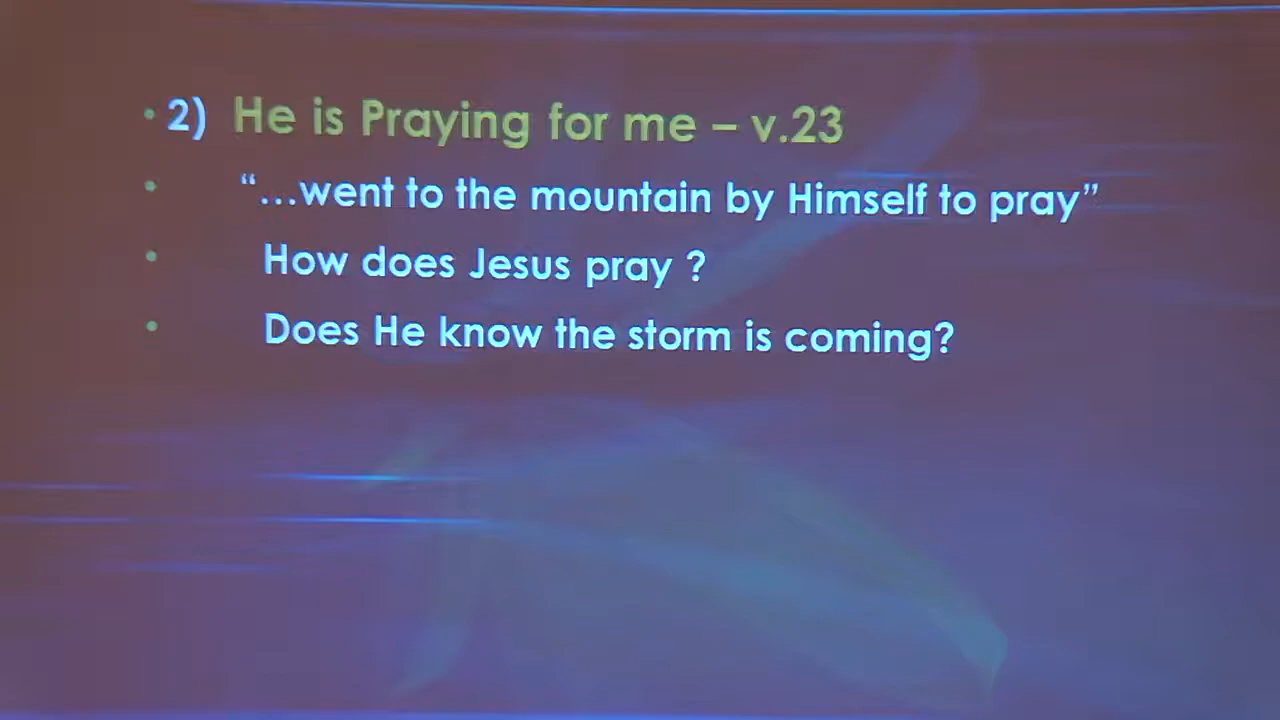 • 2) He is Praying for me – v.23
• “…went to the mountain by Himself to pray”
• How does Jesus pray ?
• Does He know the storm is coming?